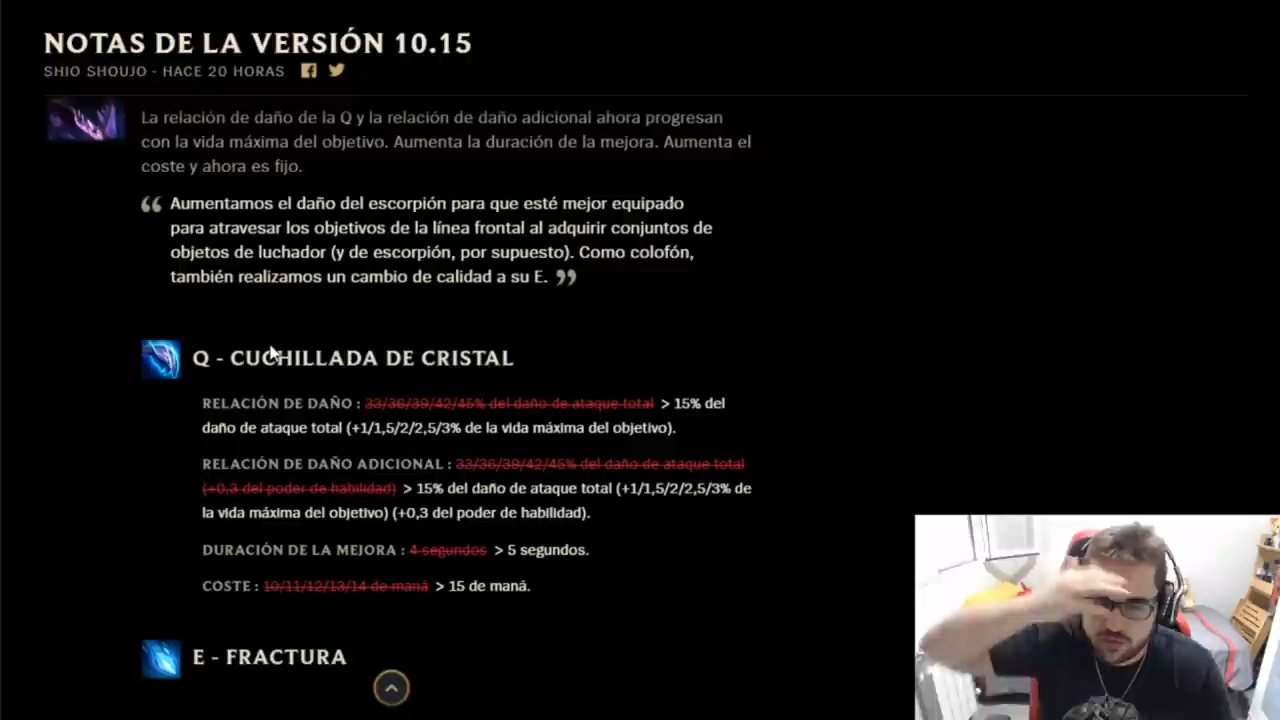 NOTAS DE LA VERSIÓN 10.15
SHIO SHOUJO - HACE 20 HORAS
La relación de daño de la Q y la relación de daño adicional ahora progresan
con la vida máxima del objetivo. Aumenta la duración de la mejora. Aumenta el
coste y ahora es fijo.
“ Aumentamos el daño del escorpión para que esté mejor equipado
para atravesar los objetivos de la línea frontal al adquirir conjuntos de
objetos de luchador (y de escorpión, por supuesto). Como colofón,
también realizamos un cambio de calidad a su E. ”
Q - CUCHILLADA DE CRISTAL
RELACIÓN DE DAÑO : 33/36/39/42/45% del daño de ataque total > 15% del
daño de ataque total (+1/1,5/2/2,5/3% de la vida máxima del objetivo).
RELACIÓN DE DAÑO ADICIONAL : 33/36/39/42/45% del daño de ataque total
(+0,3 del poder de habilidad) > 15% del daño de ataque total (+1/1,5/2/2,5/3% de
la vida máxima del objetivo) (+0,3 del poder de habilidad).
DURACIÓN DE LA MEJORA : 4 segundos > 5 segundos.
COSTE : 10/11/12/13/14 de maná > 15 de maná.
E - FRACTURA